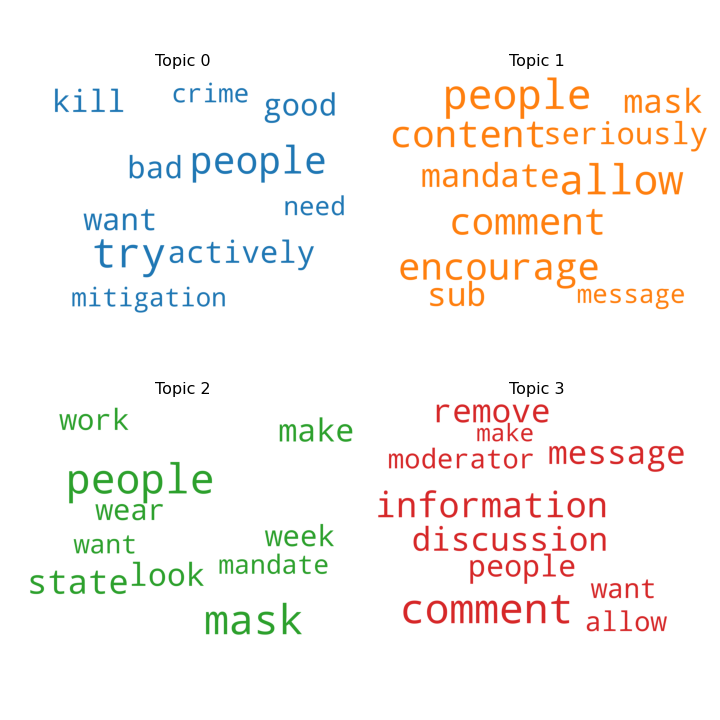 Topic 0
kill crime good
bad people
need
want
try actively
mitigation
Topic 1
people mask
content seriously
mandate allow
comment
encourage
sub message
Topic 2
work make
people
wear
want week
state look mandate
mask
Topic 3
remove
make
moderator message
information
discussion
people
want
comment allow